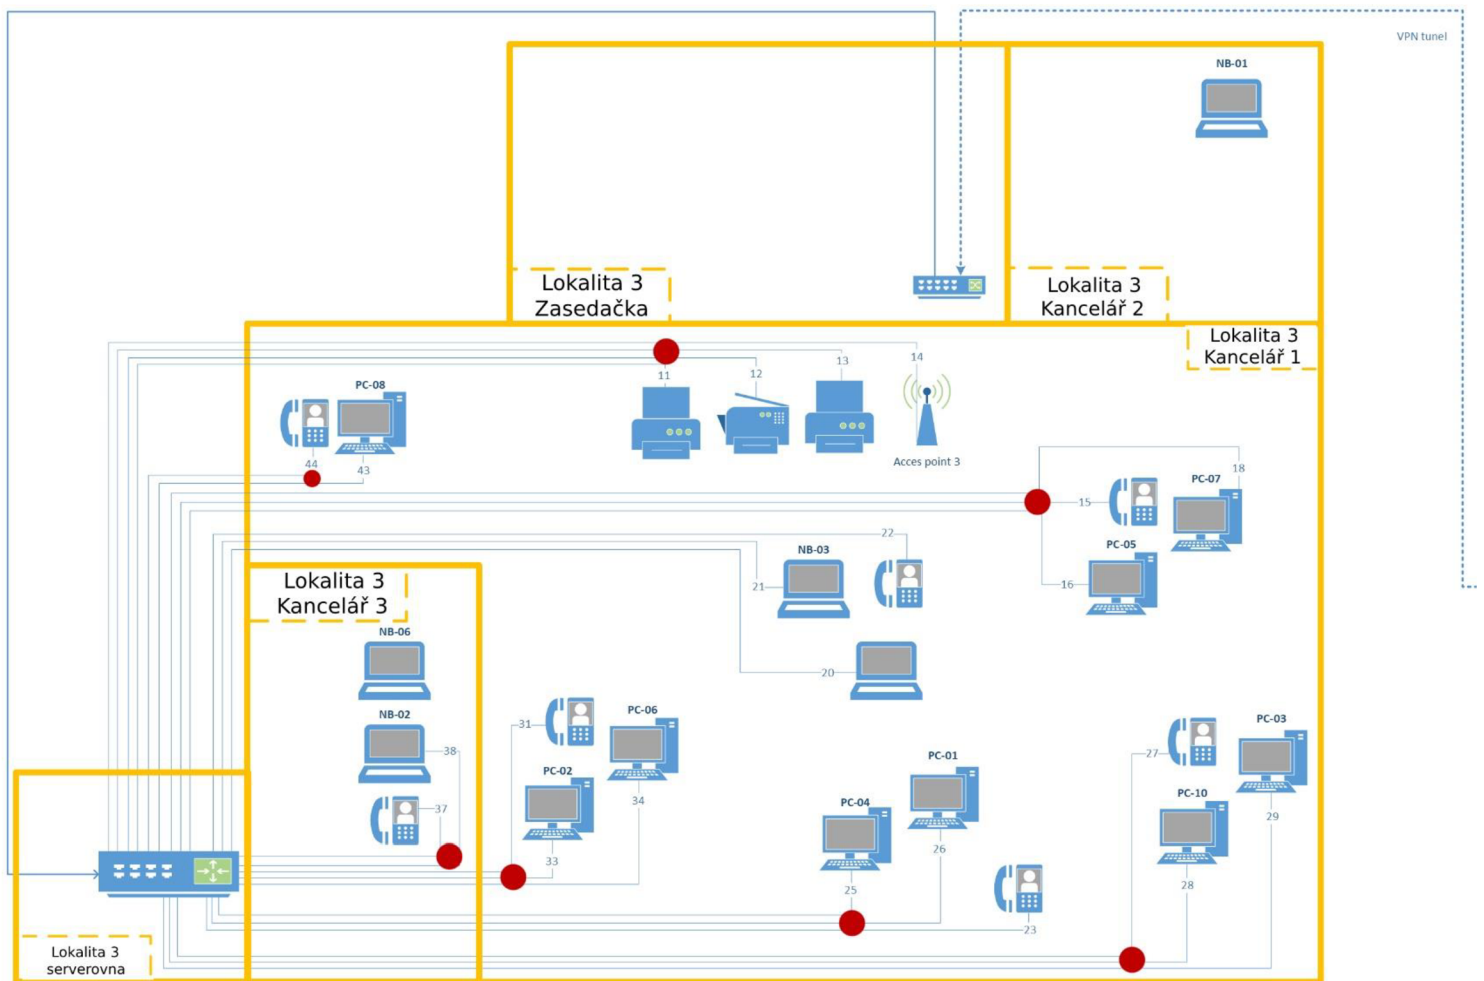 VPN tunel
NB-01
Lokalita 3
Zasedačka
Lokalita 3
Kancelář 2
Lokalita 3
Kancelář 1
11
12
13
14
PC-08
44
43
Acces point 3
18
PC-07
15
PC-05
16
22
NB-03
21
20
Lokalita 3
Kancelář 3
NB-06
NB-02
38
37
31
PC-06
PC-02
34
33
PC-01
PC-04
26
25
23
PC-03
27
PC-10
29
28
Lokalita 3
serverovna